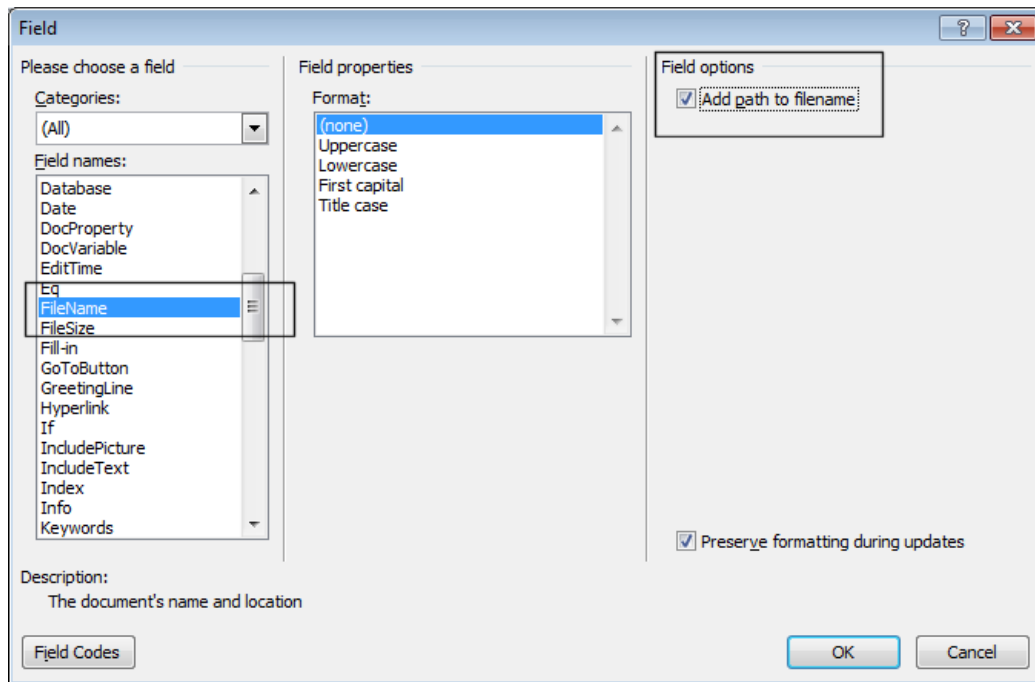 Field
Please choose a field
Categories:
(All)
Field names:
Database
Date
DocProperty
DocVariable
EditTime
Eq
FileName
FileSize
Fill-in
GoToButton
GreetingLine
Hyperlink
If
IncludePicture
IncludeText
Index
Info
Keywords
Field properties
Format:
(none)
Uppercase
Lowercase
First capital
Title case
Field options
Add path to filename
Preserve formatting during updates
Description:
The document's name and location
Field Codes
OK
Cancel